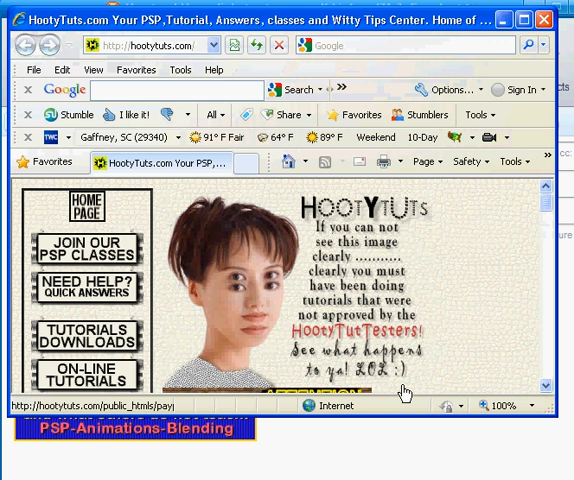 HootyTuts.com Your PSP,Tutorial, Answers, classes and Witty Tips Center. Home of ...
http://hootytuts.com/
Google
File Edit View Favorites Tools Help
x Google Search Options... Sign In
x Stumble I like it! All Share Favorites Stumblers Tools
x TWC Gaffney, SC (29340) 91° F Fair 64° F 89° F Weekend 10-Day
Favorites HootyTuts.com Your PSP,... Page Safety Tools
HOME
PAGE
JOIN OUR
PSP CLASSES
NEED HELP?
QUICK ANSWERS
TUTORIALS
DOWNLOADS
ON-LINE
TUTORIALS
HOOTYTUTS
If you can not
see this image
clearly ...........
clearly you must
have been doing
tutorials that were
not approved by the
HootyTutTesters!
See what happens
to ya! LOL :)
http://hootytuts.com/public_htmls/pay
Internet
100%
PSP-Animations-Blending